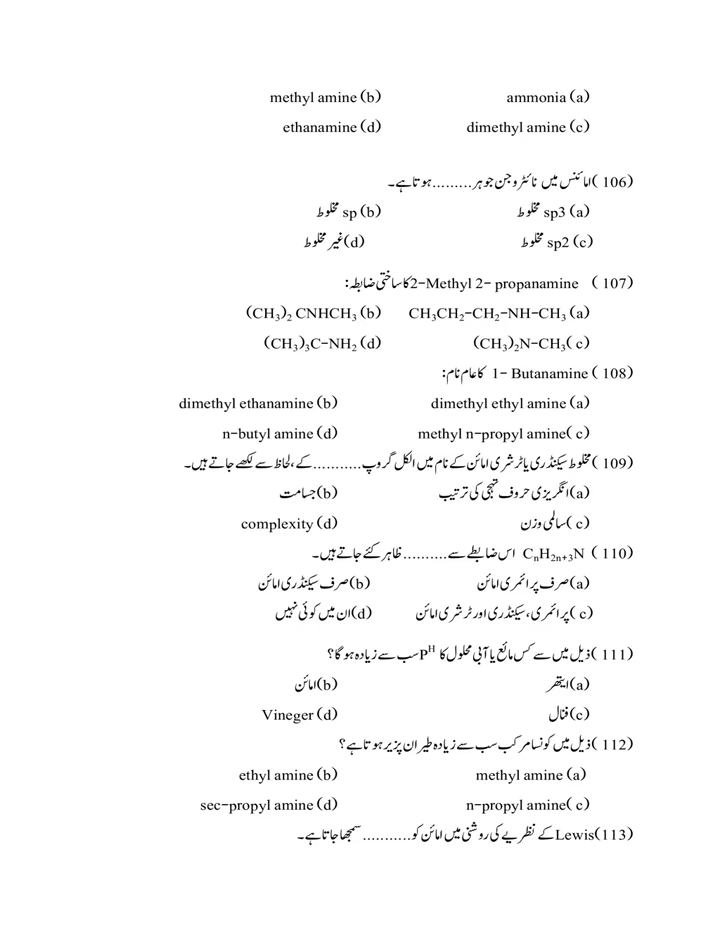 (a) ammonia (b) methyl amine
(c) dimethyl amine (d) ethanamine
106 ) امائنس میں نائٹروجن جوہر.........ہوتا ہے۔
(a) sp3 مخلوط (b) sp مخلوط
(c) sp2 مخلوط (d) غیر مخلوط
107 ) 2-Methyl 2- propanamine کا ساختی ضابطہ:
(a) CH₃CH₂-CH₂-NH-CH₃ (b) (CH₃)₂ CNHCH₃
( c) (CH₃)₂N-CH₃ (d) (CH₃)₃C-NH₂
108 ) 1- Butanamine کا عام نام:
(a) dimethyl ethyl amine (b) dimethyl ethanamine
( c) methyl n-propyl amine (d) n-butyl amine
109 ) مخلوط سیکنڈری یا ٹرشری امائن کے نام میں الکل گروپ...........کے ،لحاظ سے لکھے جاتے ہیں۔
(a) انگریزی حروف تہجی کی ترتیب (b) جسامت
( c) سالمی وزن (d) complexity
110 ) CₙH₂ₙ₊₃N اس ضابطے سے.......... ظاہر کئے جاتے ہیں۔
(a) صرف پرائمری امائن (b) صرف سیکنڈری امائن
( c) پرائمری، سیکنڈری اور ٹرشری امائن (d) ان میں کوئی نہیں
111 ) ذیل میں سے کس مائع یا آبی محلول کا Pᴴ سب سے زیادہ ہوگا؟
(a) ایتھر (b) امائن
(c) فنال (d) Vineger
112 ) ذیل میں کونسا مرکب سب سے زیادہ طیران پزیر ہوتا ہے؟
(a) methyl amine (b) ethyl amine
( c) n-propyl amine (d) sec-propyl amine
113) Lewis کے نظریے کی روشنی میں امائن کو........... سمجھا جاتا ہے۔